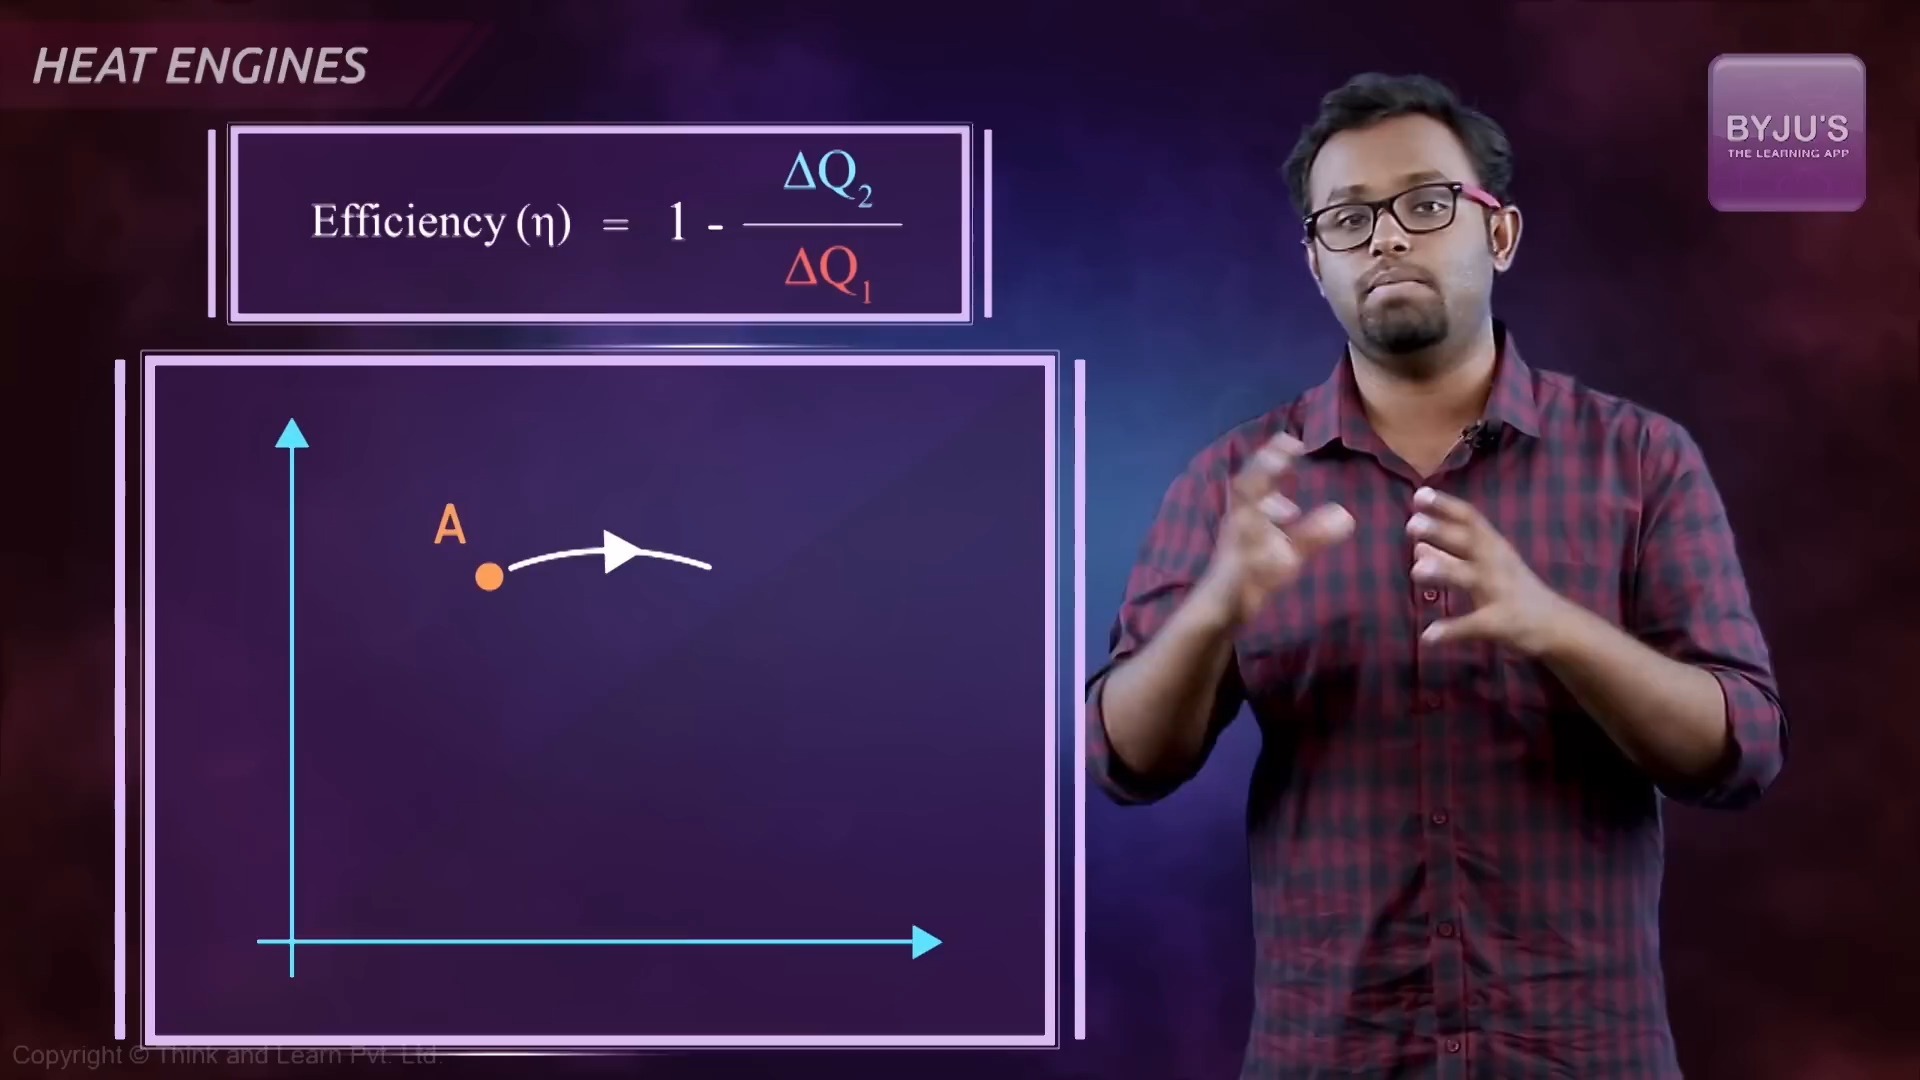 HEAT ENGINES
BYJU'S
THE LEARNING APP
Efficiency (η) = 1 - ΔQ₂ / ΔQ₁
A
Copyright © Think and Learn Pvt. Ltd.